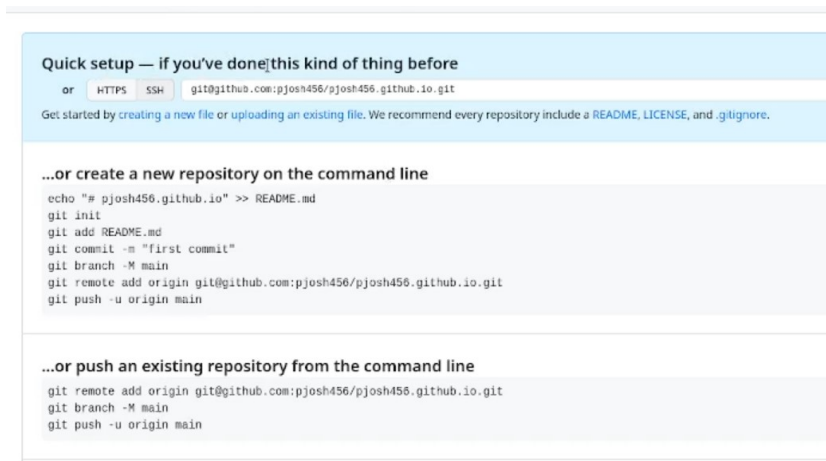 Quick setup — if you've done this kind of thing before
or HTTPS SSH git@github.com:pjosh456/pjosh456.github.io.git
Get started by creating a new file or uploading an existing file. We recommend every repository include a README, LICENSE, and .gitignore.
...or create a new repository on the command line
echo "# pjosh456.github.io" >> README.md
git init
git add README.md
git commit -m "first commit"
git branch -M main
git remote add origin git@github.com:pjosh456/pjosh456.github.io.git
git push -u origin main
...or push an existing repository from the command line
git remote add origin git@github.com:pjosh456/pjosh456.github.io.git
git branch -M main
git push -u origin main